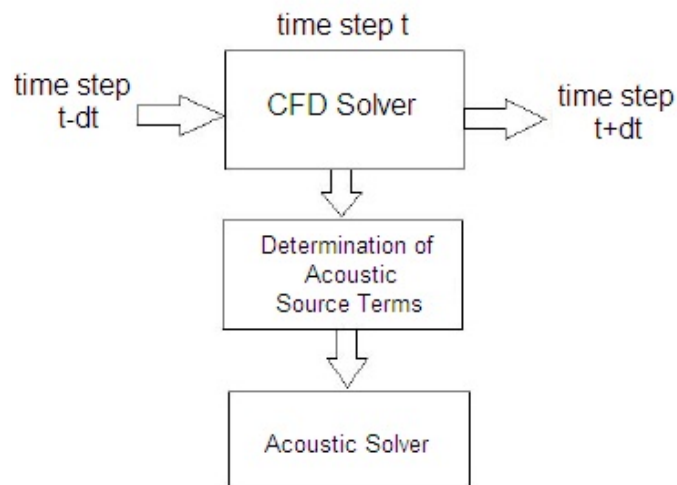 time step t
time step
t-dt
CFD Solver
time step
t+dt
Determination of
Acoustic
Source Terms
Acoustic Solver